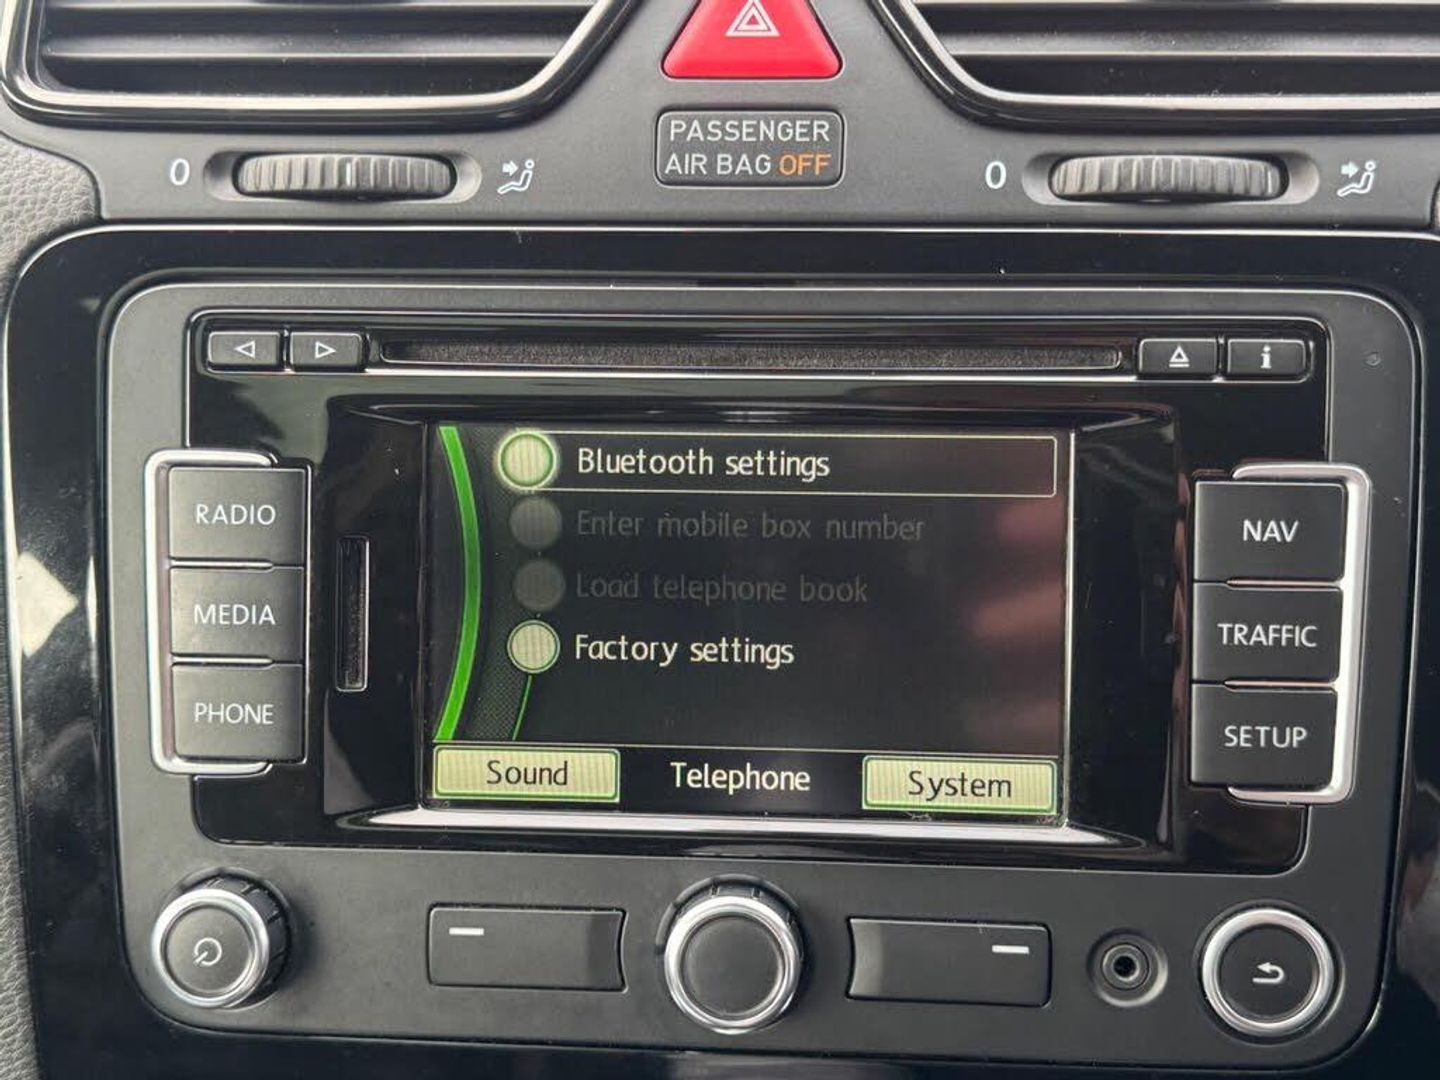 PASSENGER
AIR BAG OFF
0
0
i
RADIO
MEDIA
PHONE
Bluetooth settings
Enter mobile box number
Load telephone book
Factory settings
Sound
Telephone
System
NAV
TRAFFIC
SETUP